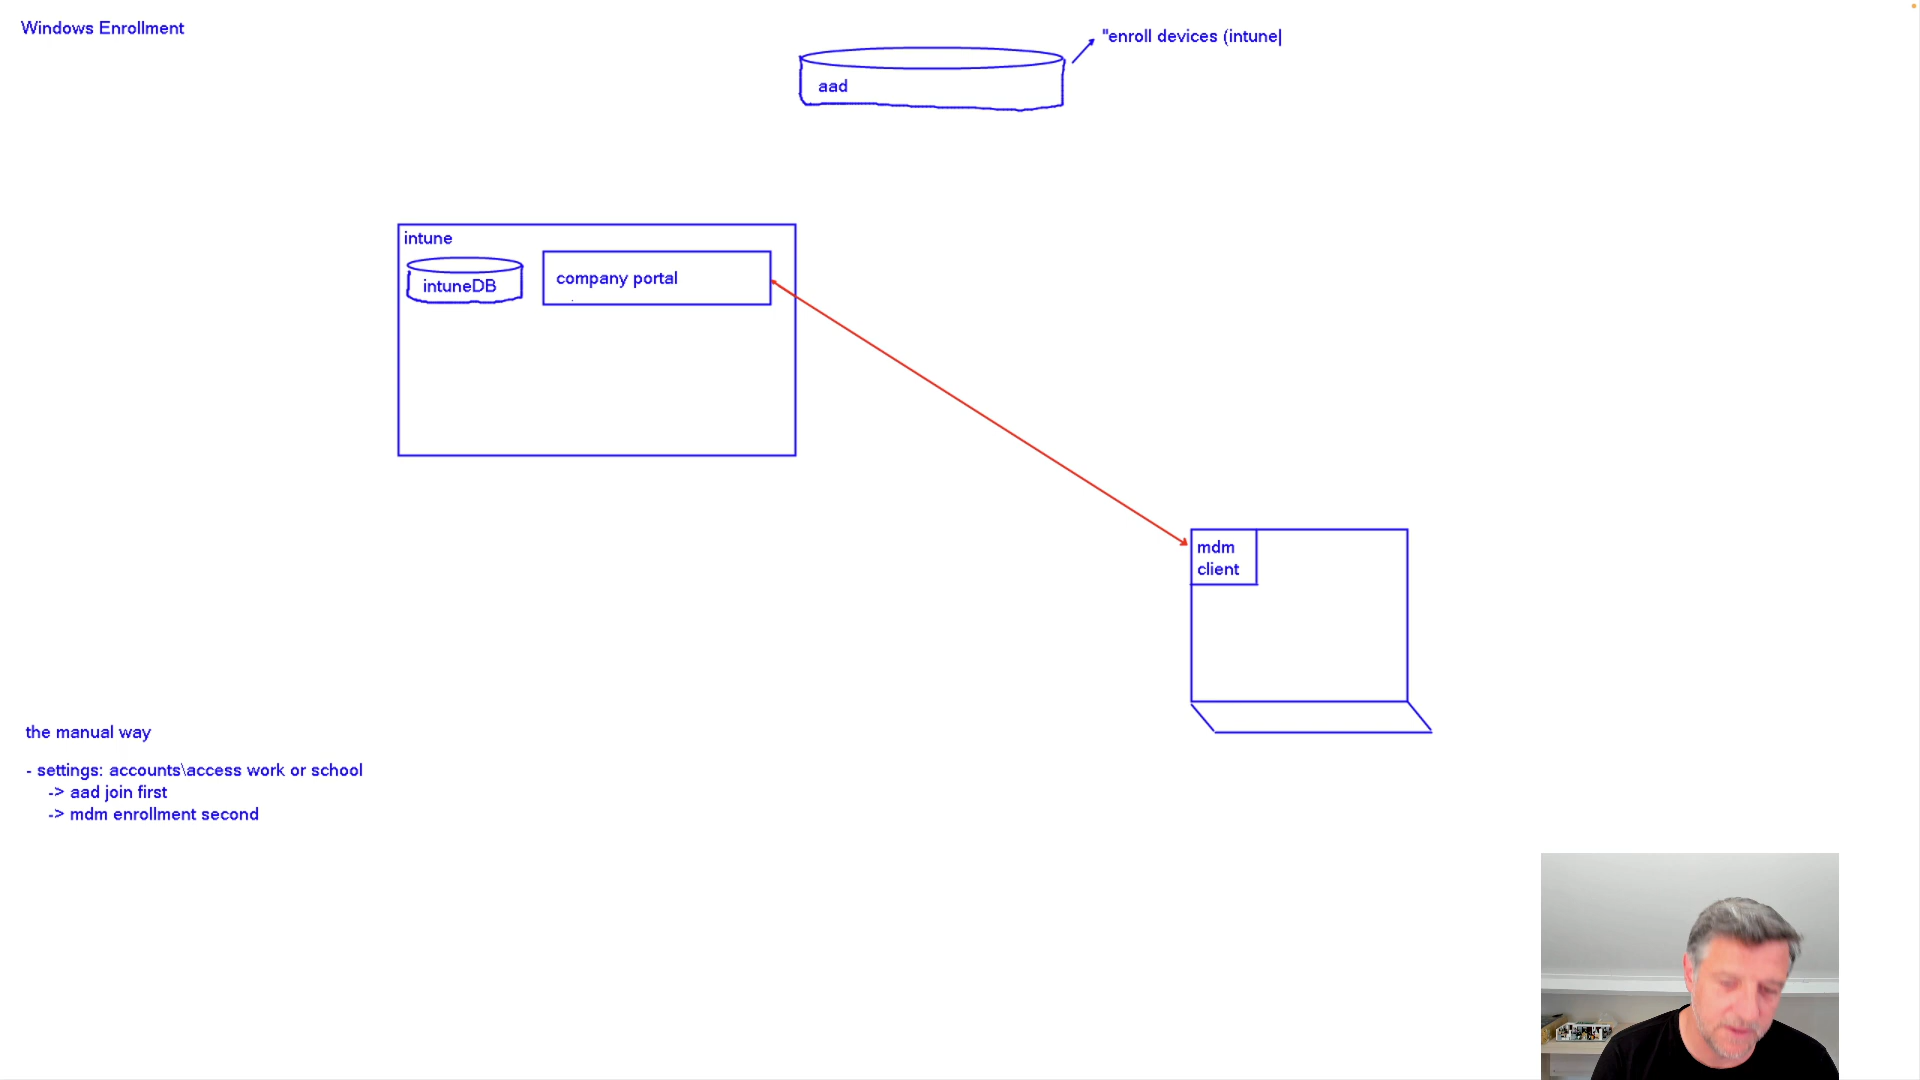 Windows Enrollment
"enroll devices (intune
aad
intune
intuneDB
company portal
mdm
client
the manual way
- settings: accounts\access work or school
-> aad join first
-> mdm enrollment second